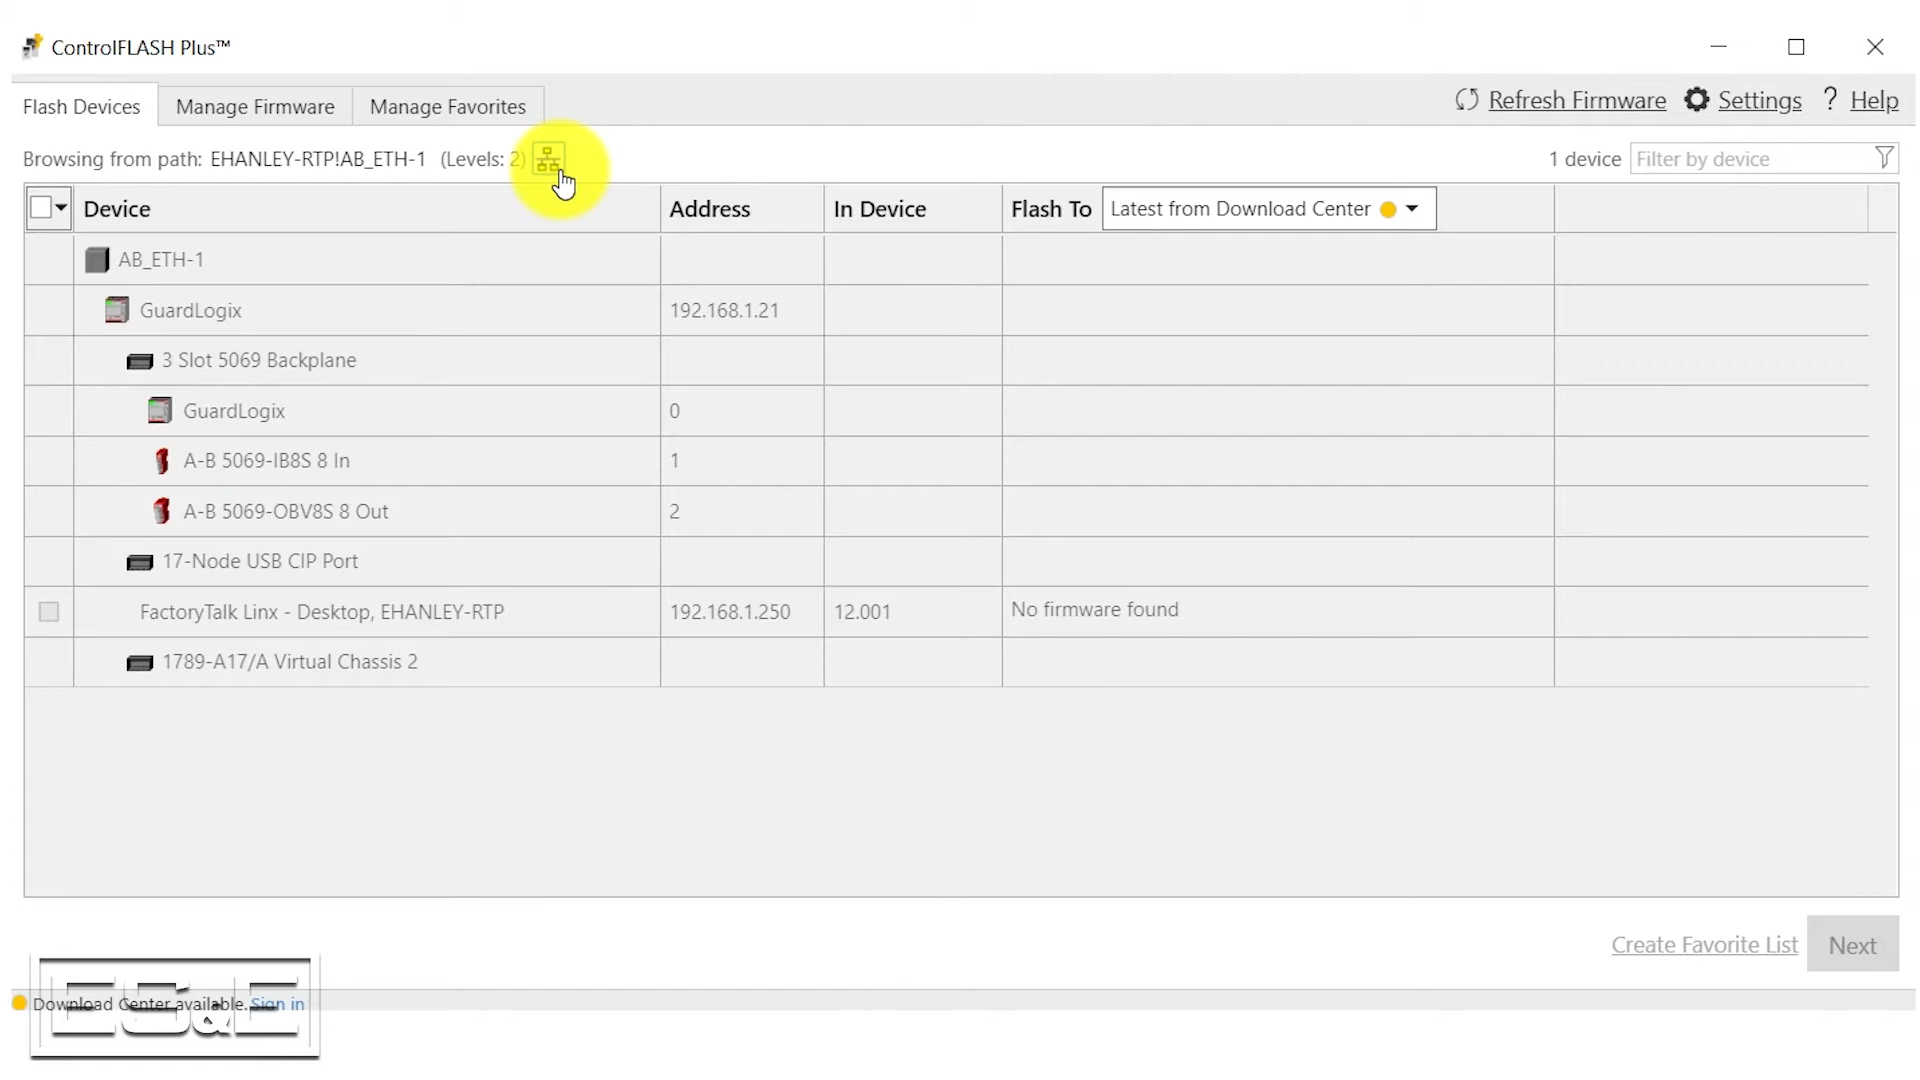 ControlFLASH Plus™
Flash Devices Manage Firmware Manage Favorites Refresh Firmware Settings ? Help
Browsing from path: EHANLEY-RTP!AB_ETH-1 (Levels: 2) 1 device Filter by device
Device Address In Device Flash To Latest from Download Center
AB_ETH-1
GuardLogix 192.168.1.21
3 Slot 5069 Backplane
GuardLogix 0
A-B 5069-IB8S 8 In 1
A-B 5069-OBV8S 8 Out 2
17-Node USB CIP Port
FactoryTalk Linx - Desktop, EHANLEY-RTP 192.168.1.250 12.001 No firmware found
1789-A17/A Virtual Chassis 2
Create Favorite List Next
Download Center available. Sign in
ES&E